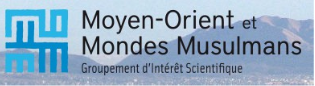 Moyen-Orient et
Mondes Musulmans
Groupement d'Intérêt Scientifique